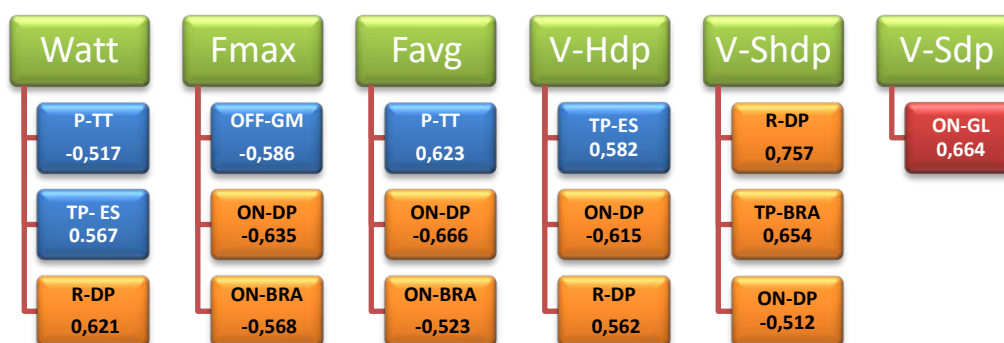 Watt
Fmax
Favg
V-Hdp
V-Shdp
V-Sdp
P-TT
-0,517
OFF-GM
-0,586
P-TT
0,623
TP-ES
0,582
R-DP
0,757
ON-GL
0,664
TP- ES
0.567
ON-DP
-0,635
ON-DP
-0,666
ON-DP
-0,615
TP-BRA
0,654
R-DP
0,621
ON-BRA
-0,568
ON-BRA
-0,523
R-DP
0,562
ON-DP
-0,512